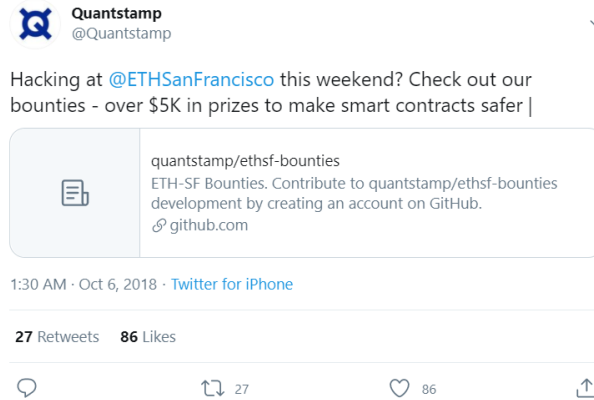 Quantstamp
@Quantstamp
Hacking at @ETHSanFrancisco this weekend? Check out our
bounties - over $5K in prizes to make smart contracts safer |
quantstamp/ethsf-bounties
ETH-SF Bounties. Contribute to quantstamp/ethsf-bounties
development by creating an account on GitHub.
github.com
1:30 AM · Oct 6, 2018 · Twitter for iPhone
27 Retweets 86 Likes
27 86